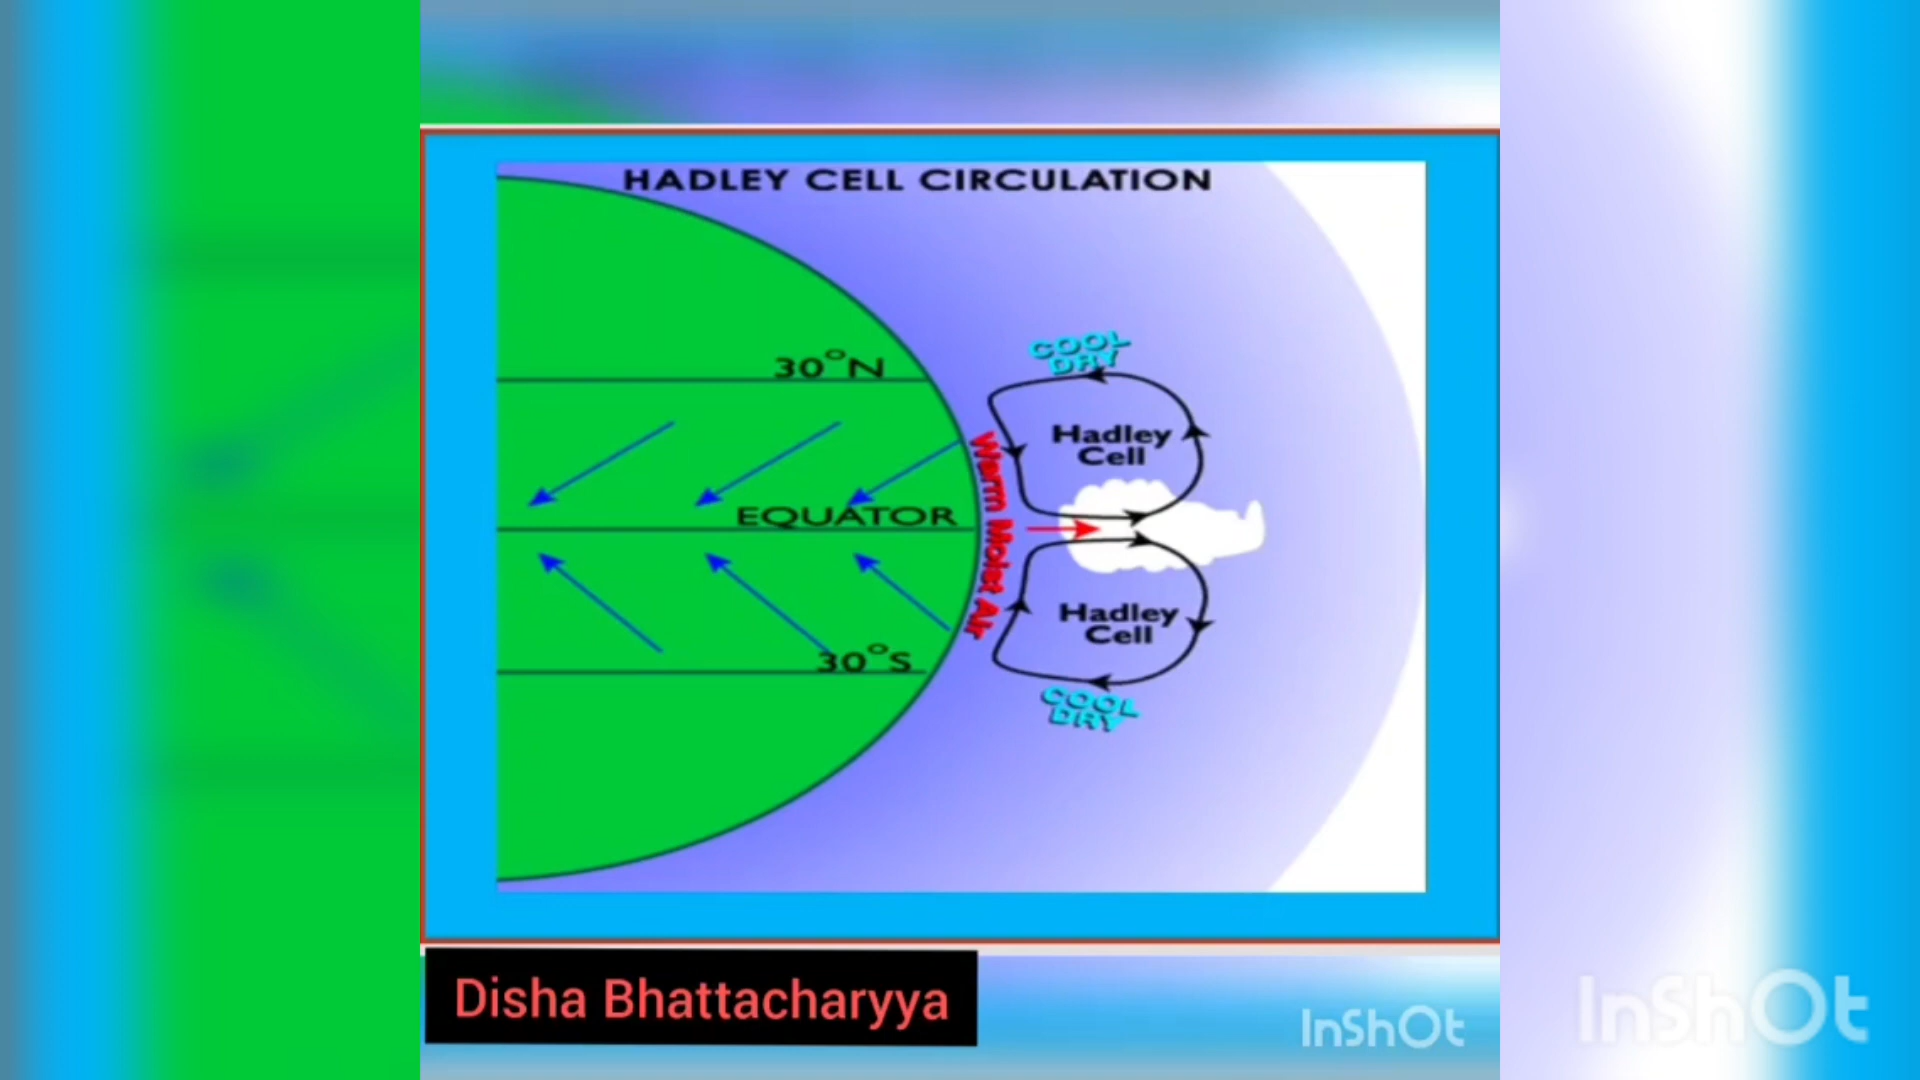 HADLEY CELL CIRCULATION
COOL
DRY
30°N
Hadley
Cell
Warm Moist Air
EQUATOR
Hadley
Cell
30°S
COOL
DRY
Disha Bhattacharyya
InShOt
InShOt